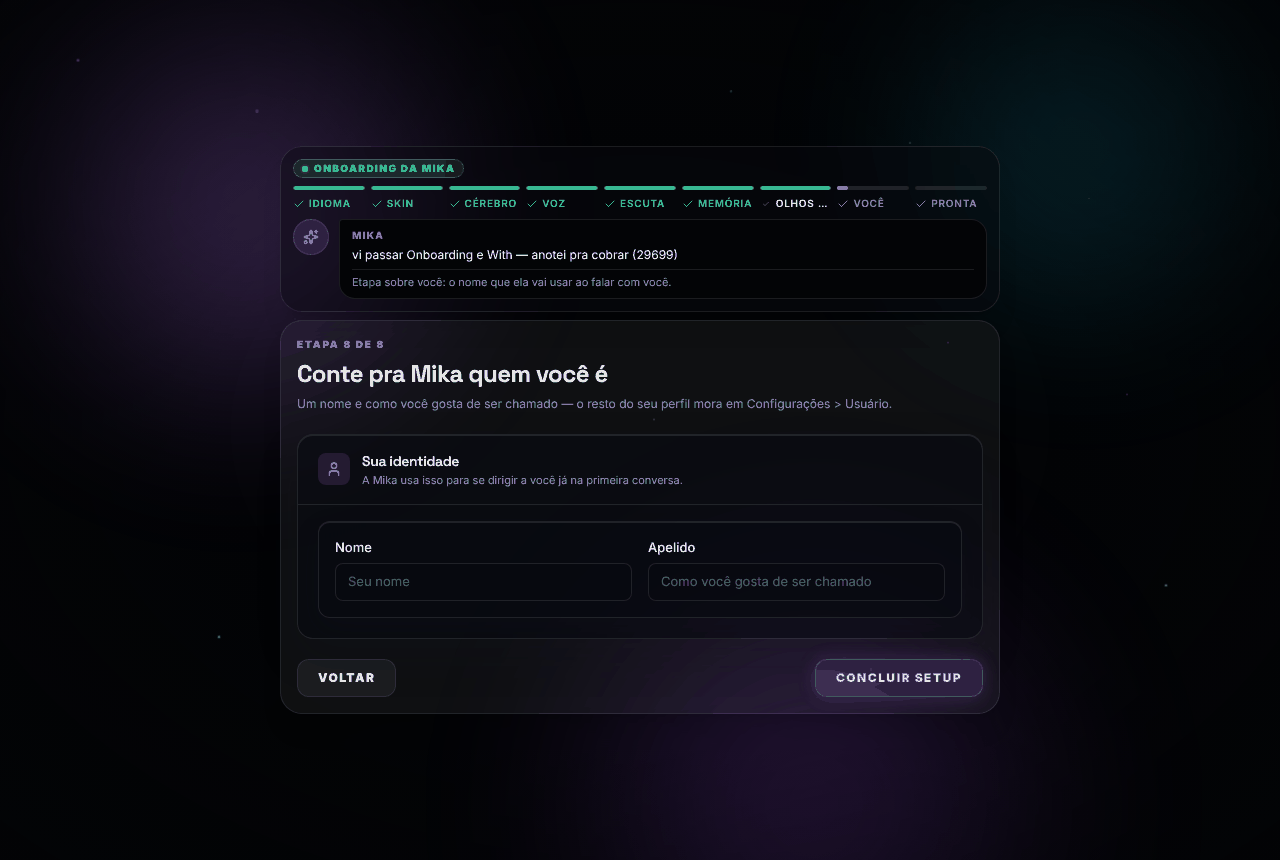 ONBOARDING DA MIKA
IDIOMA SKIN CÉREBRO VOZ ESCUTA MEMÓRIA OLHOS ... VOCÊ PRONTA
MIKA
vi passar Onboarding e With — anotei pra cobrar (29699)
Etapa sobre você: o nome que ela vai usar ao falar com você.
ETAPA 8 DE 8
Conte pra Mika quem você é
Um nome e como você gosta de ser chamado — o resto do seu perfil mora em Configurações > Usuário.
Sua identidade
A Mika usa isso para se dirigir a você já na primeira conversa.
Nome Apelido
Seu nome Como você gosta de ser chamado
VOLTAR CONCLUIR SETUP